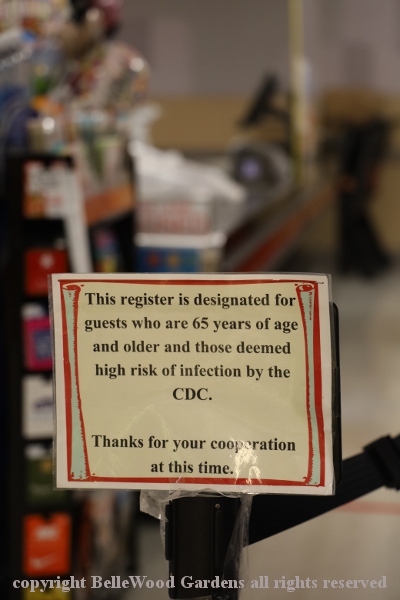 This register is designated for
guests who are 65 years of age
and older and those deemed
high risk of infection by the
CDC.
Thanks for your cooperation
at this time.
copyright BelleWood Gardens all rights reserved